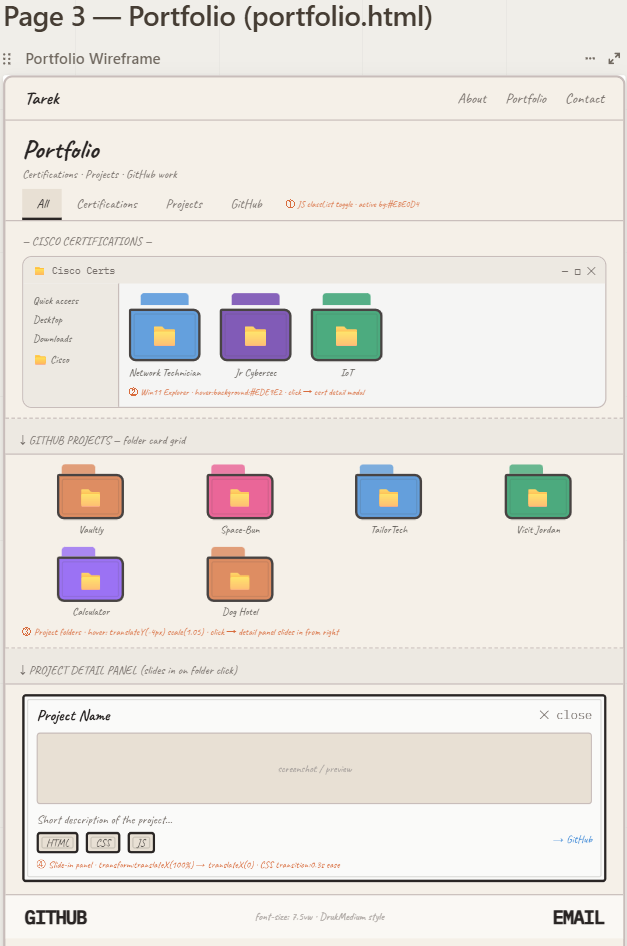 Page 3 — Portfolio (portfolio.html)
Portfolio Wireframe
Tarek
About Portfolio Contact
Portfolio
Certifications · Projects · GitHub work
All Certifications Projects GitHub ① JS classList toggle · active bg:#E8E0D4
— CISCO CERTIFICATIONS —
Cisco Certs
Quick access
Desktop
Downloads
Cisco
Network Technician Jr Cybersec IoT
② Win11 Explorer · hover:background:#EDE9E2 · click → cert detail modal
↓ GITHUB PROJECTS — folder card grid
Vaultly Spaze-Bun TailorTech Visit Jordan
Calculator Dog Hotel
③ Project folders · hover: translateY(-4px) scale(1.05) · click → detail panel slides in from right
↓ PROJECT DETAIL PANEL (slides in on folder click)
Project Name × close
screenshot / preview
Short description of the project...
HTML CSS JS → GitHub
④ Slide-in panel · transform:translateX(100%) → translateX(0) · CSS transition:0.3s ease
GITHUB font-size: 7.5vw · DrukMedium style EMAIL